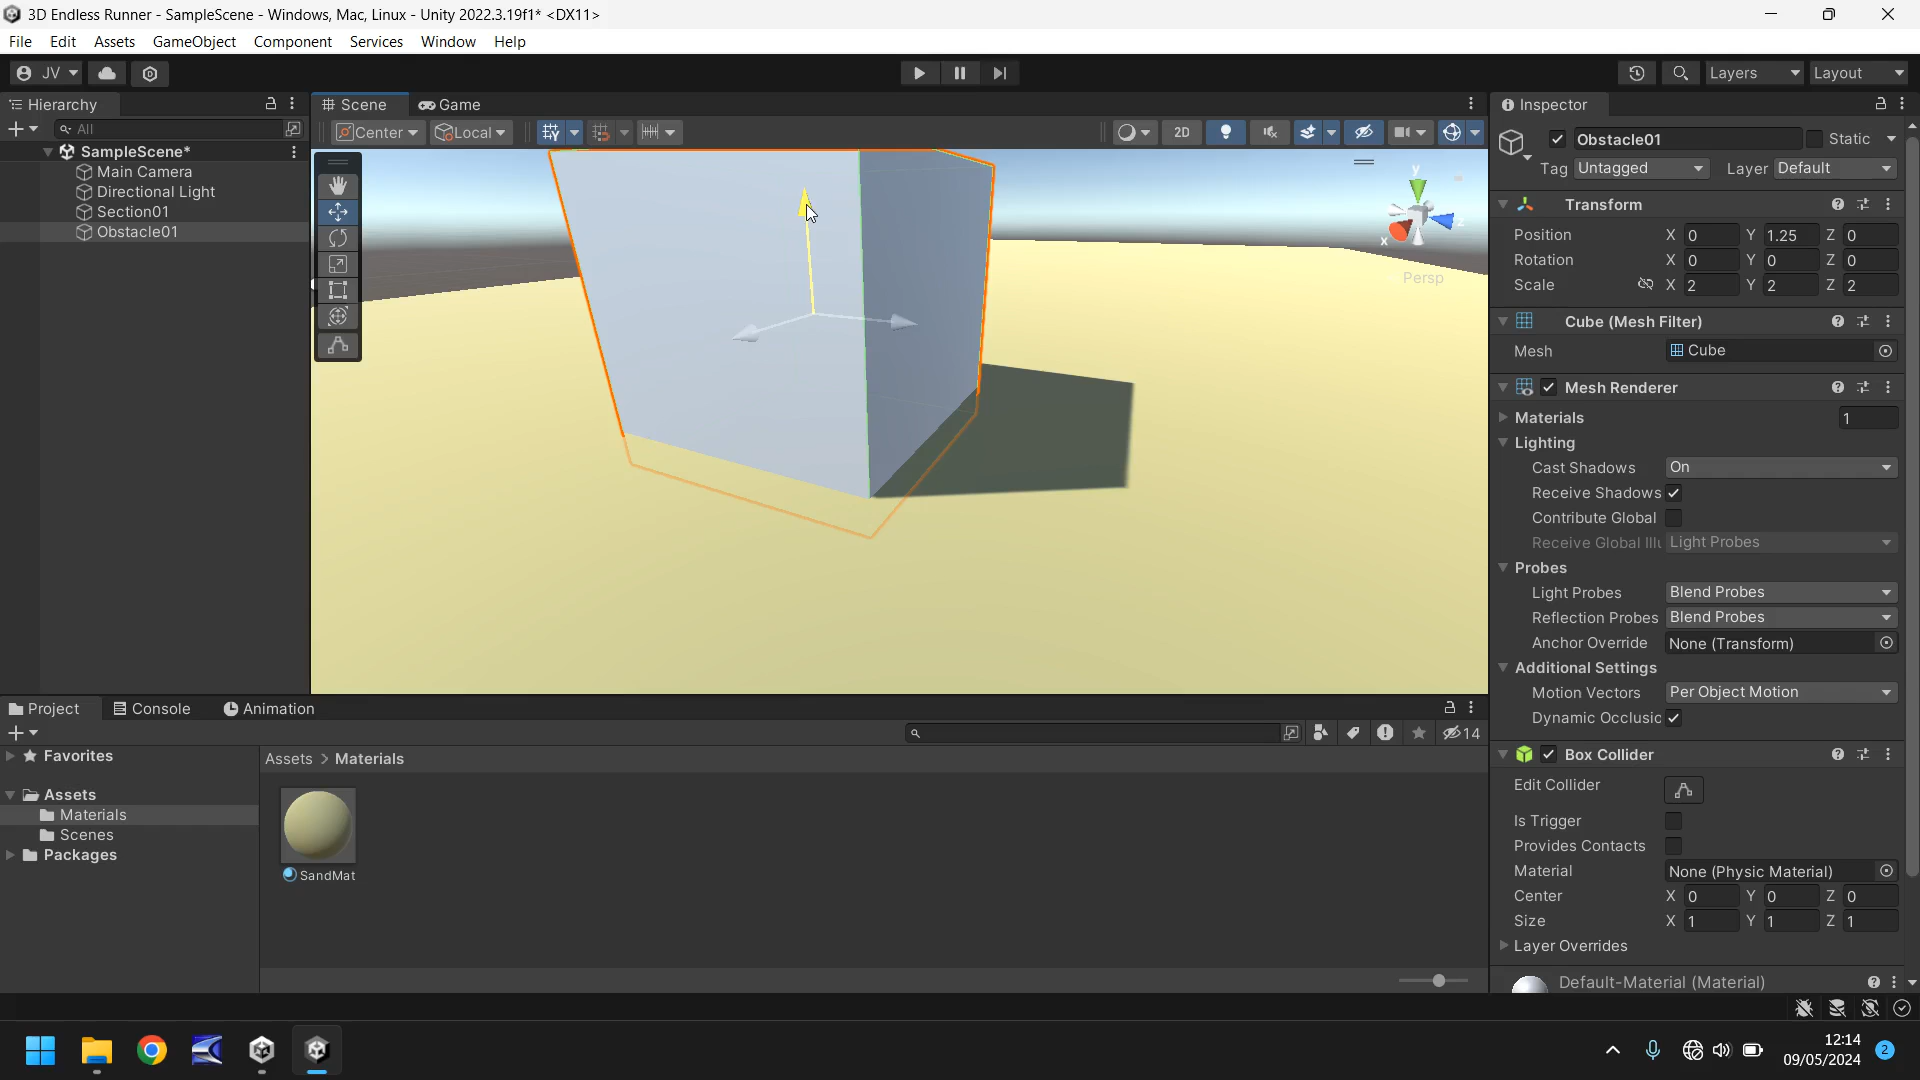 3D Endless Runner - SampleScene - Windows, Mac, Linux - Unity 2022.3.19f1* <DX11>
File Edit Assets GameObject Component Services Window Help
JV Layers Layout
Hierarchy
All
SampleScene*
Main Camera
Directional Light
Section01
Obstacle01
Scene Game
Center Local 2D
y
x
z
Persp
Inspector
Obstacle01 Static
Tag Untagged Layer Default
Transform
Position X 0 Y 1.25 Z 0
Rotation X 0 Y 0 Z 0
Scale X 2 Y 2 Z 2
Cube (Mesh Filter)
Mesh Cube
Mesh Renderer
Materials 1
Lighting
Cast Shadows On
Receive Shadows
Contribute Global
Receive Global Illu Light Probes
Probes
Light Probes Blend Probes
Reflection Probes Blend Probes
Anchor Override None (Transform)
Additional Settings
Motion Vectors Per Object Motion
Dynamic Occlusic
Box Collider
Edit Collider
Is Trigger
Provides Contacts
Material None (Physic Material)
Center X 0 Y 0 Z 0
Size X 1 Y 1 Z 1
Layer Overrides
Default-Material (Material)
Project Console Animation
14
Favorites
Assets
Materials
Scenes
Packages
Assets > Materials
SandMat
12:14
09/05/2024
2